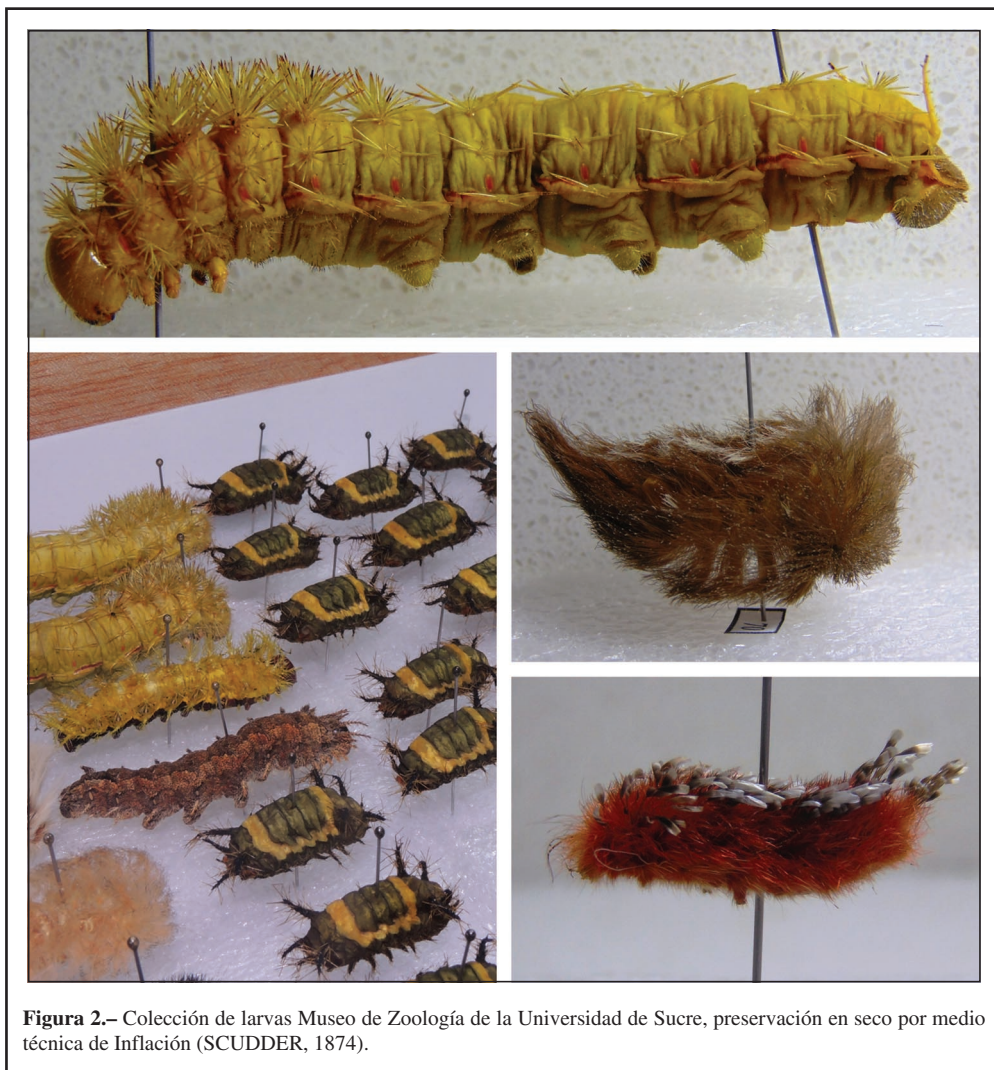 Figura 2.– Colección de larvas Museo de Zoología de la Universidad de Sucre, preservación en seco por medio
técnica de Inflación (SCUDDER, 1874).